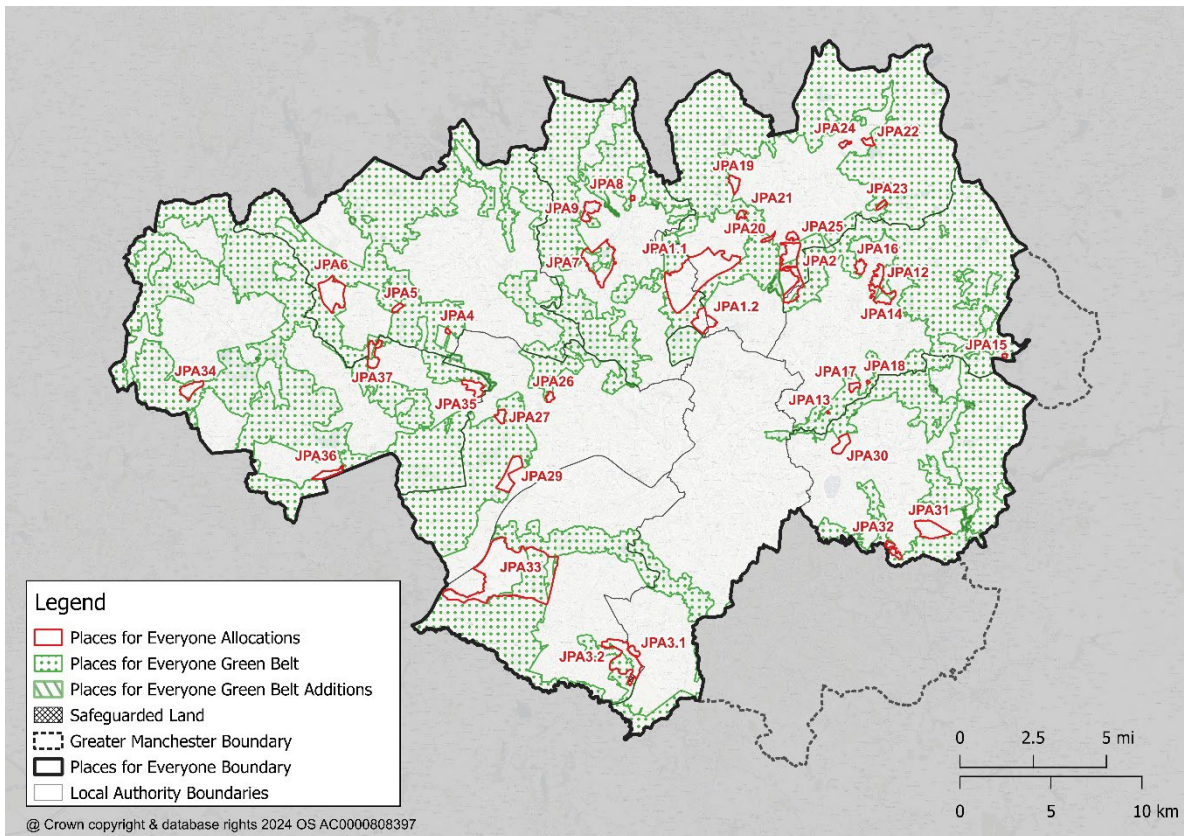 JPA24
JPA22
JPA19
JPA8
JPA21
JPA23
JPA9
JPA20
JPA25
JPA7
JPA1.1
JPA16
JPA2
JPA12
JPA6
JPA5
JPA14
JPA1.2
JPA4
JPA15
JPA34
JPA37
JPA26
JPA17
JPA18
JPA35
JPA13
JPA27
JPA36
JPA30
JPA29
JPA31
JPA32
JPA33
JPA3.1
JPA3.2
Legend
Places for Everyone Allocations
Places for Everyone Green Belt
Places for Everyone Green Belt Additions
Safeguarded Land
Greater Manchester Boundary
Places for Everyone Boundary
Local Authority Boundaries
@ Crown copyright & database rights 2024 OS AC0000808397
0 2.5 5 mi
0 5 10 km